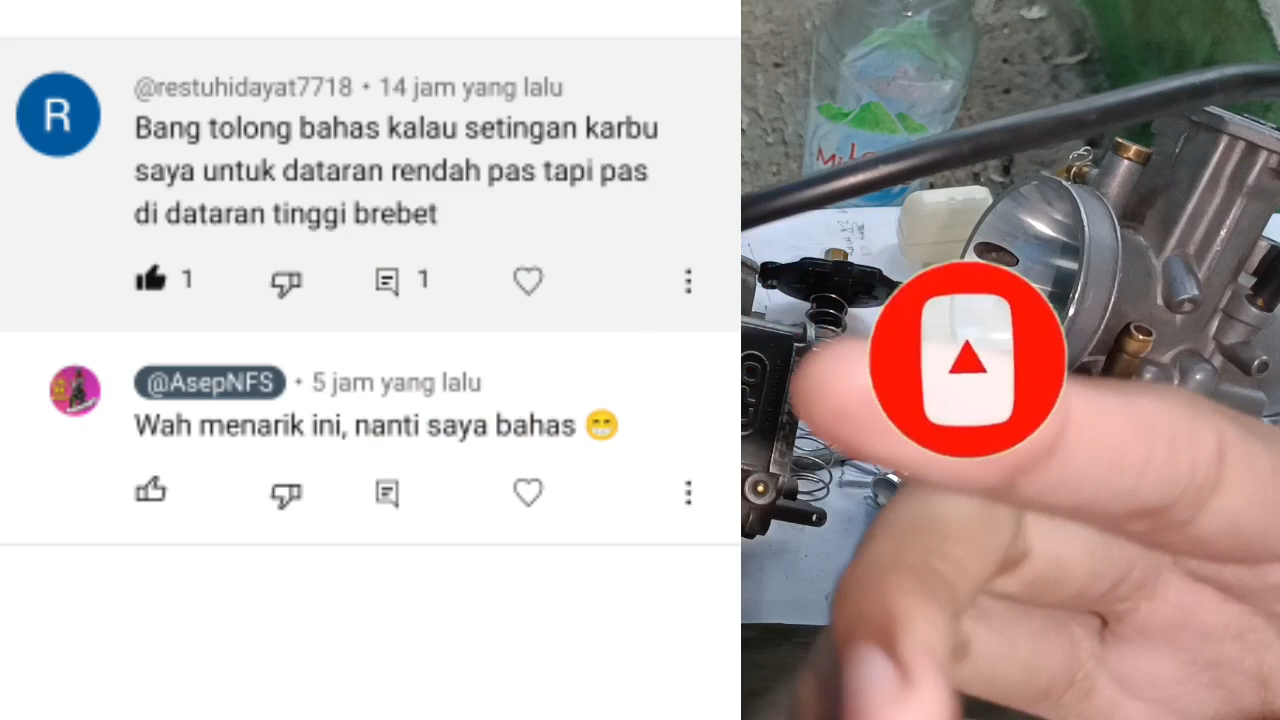 R
@restuhidayat7718 • 14 jam yang lalu
Bang tolong bahas kalau setingan karbu
saya untuk dataran rendah pas tapi pas
di dataran tinggi brebet
1
1
@AsepNFS • 5 jam yang lalu
Wah menarik ini, nanti saya bahas 😁